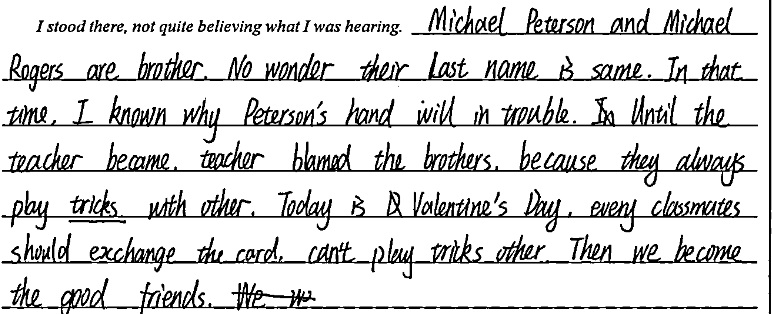 I stood there, not quite believing what I was hearing. Michael Peterson and Michael
Rogers are brother. No wonder their last name is same. In that
time, I known why Peterson's hand will in trouble. In Until the
teacher became. teacher blamed the brothers, because they always
play tricks with other. Today is Valentine's Day, every classmates
should exchange the card, can't play tricks other. Then we become
the good friends. We